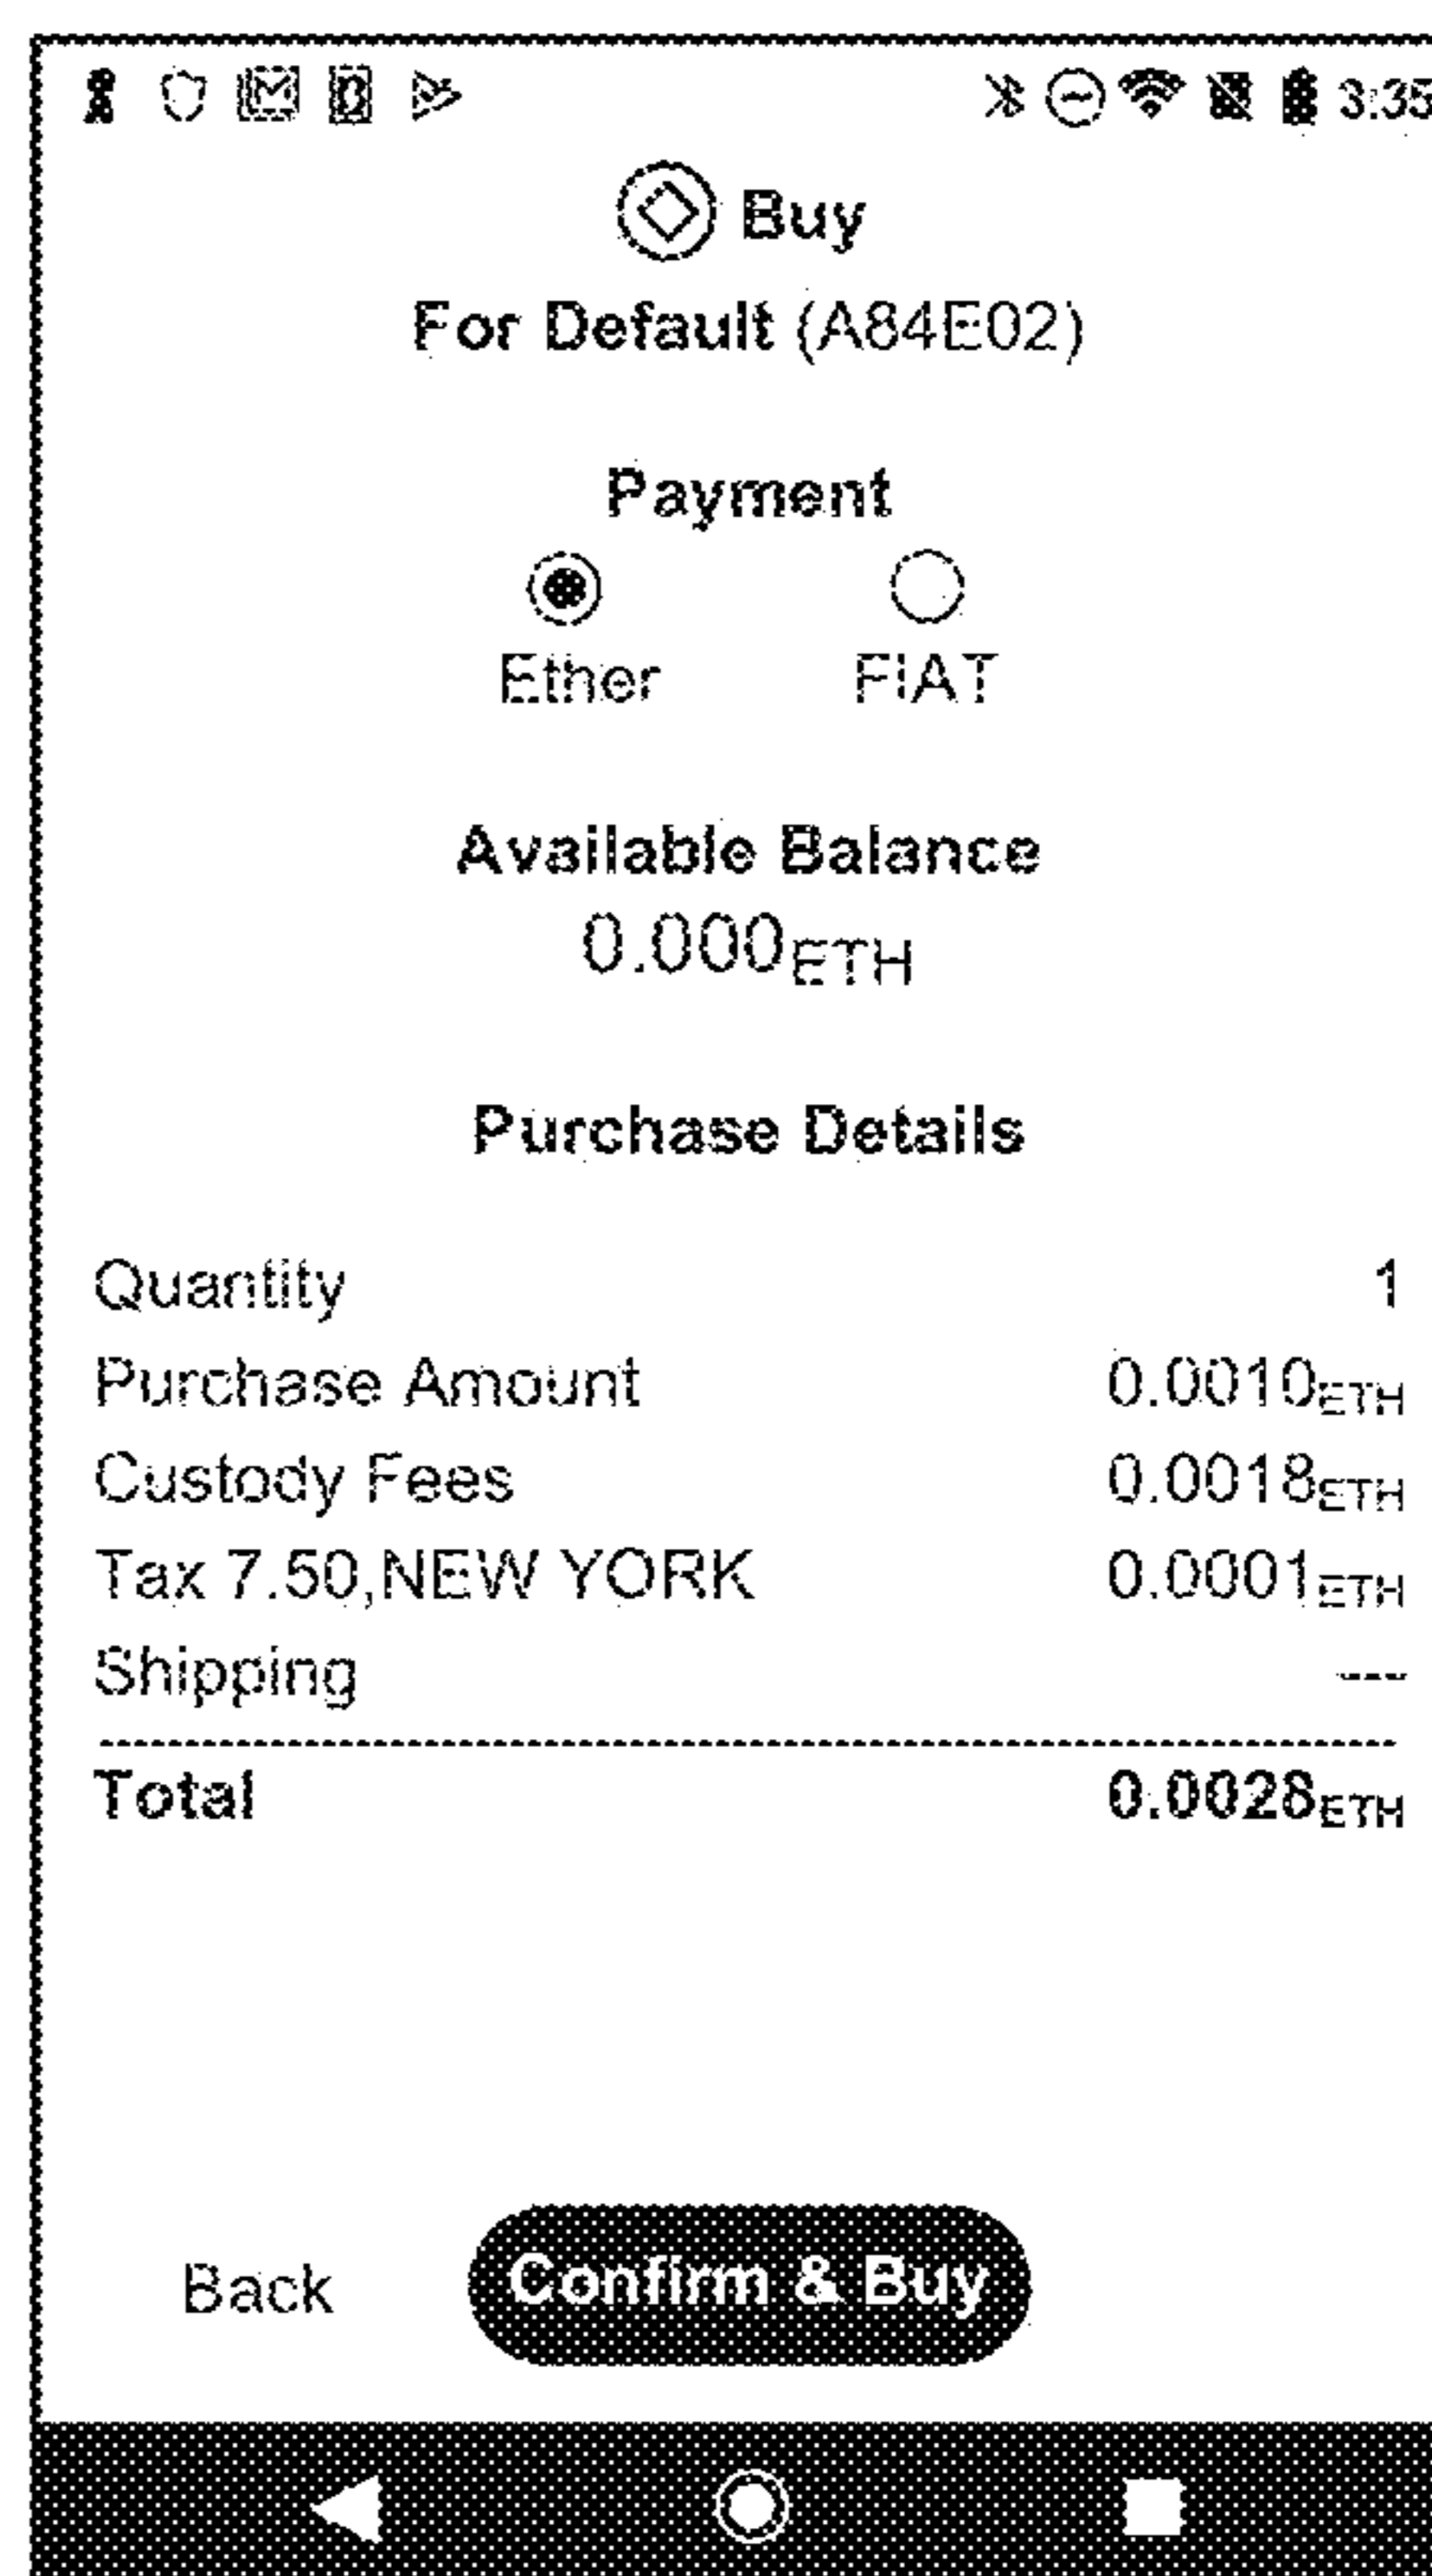 3:35
Buy
For Default (A84E02)
Payment
Ether FIAT
Available Balance
0.000ETH
Purchase Details
Quantity 1
Purchase Amount 0.0010ETH
Custody Fees 0.0018ETH
Tax 7.50,NEW YORK 0.0001ETH
Shipping ---
Total 0.0028ETH
Back Confirm & Buy